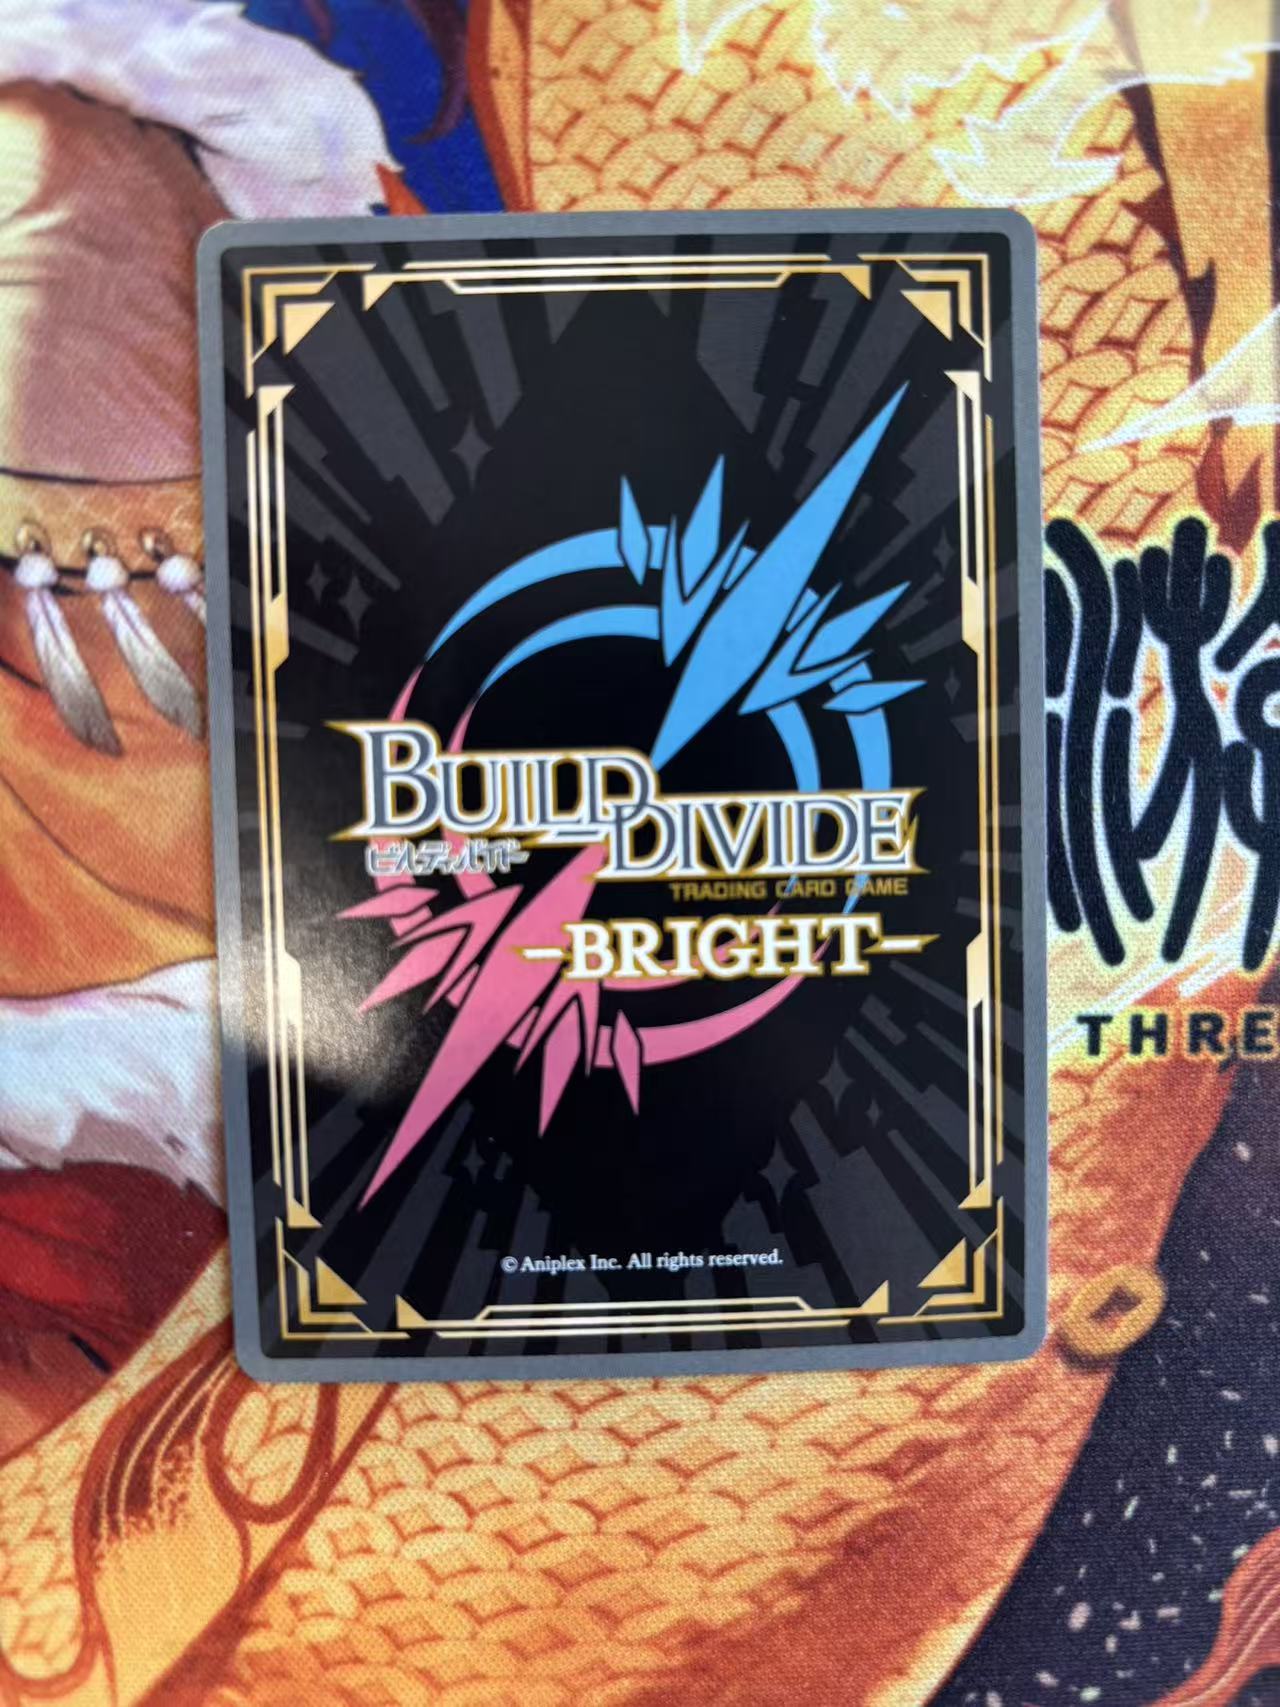 BUILD DIVIDE
ビルディバイド
TRADING CARD GAME
-BRIGHT-
© Aniplex Inc. All rights reserved.
THRE